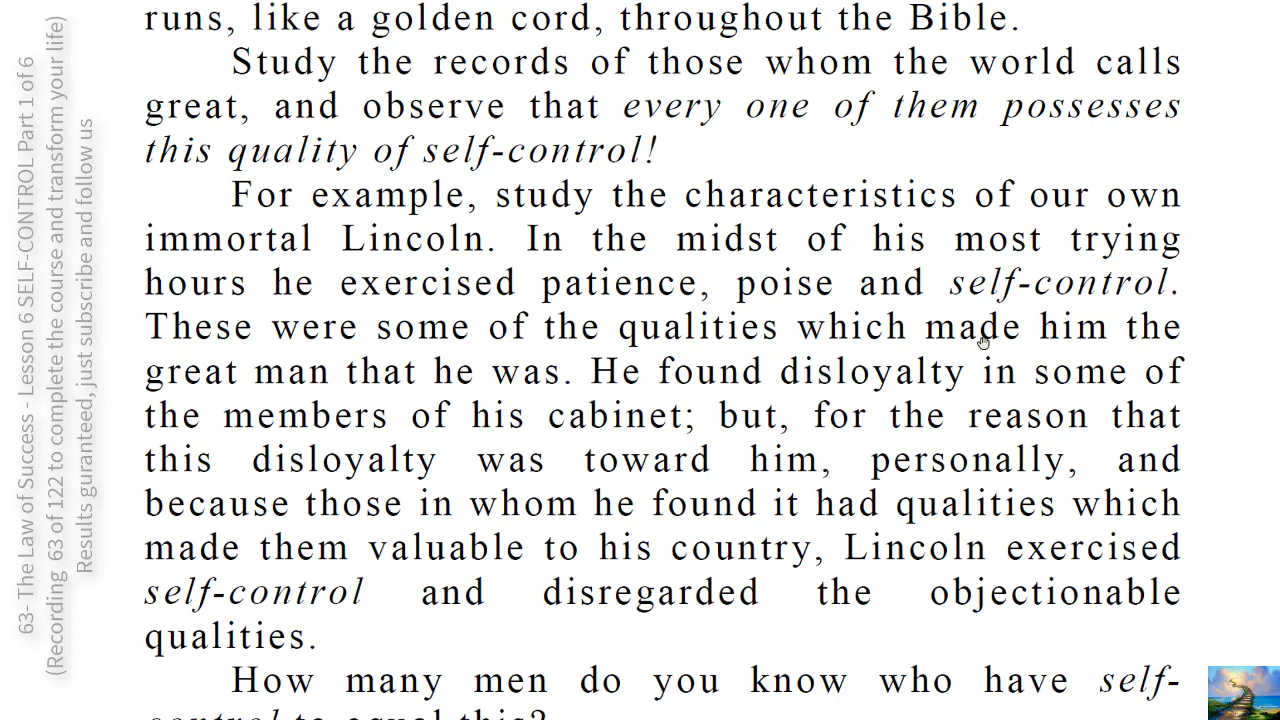 63- The Law of Success - Lesson 6 SELF-CONTROL Part 1 of 6
(Recording 63 of 122 to complete the course and transform your life)
Results guranteed, just subscribe and follow us
runs, like a golden cord, throughout the Bible.
Study the records of those whom the world calls
great, and observe that every one of them possesses
this quality of self-control!
For example, study the characteristics of our own
immortal Lincoln. In the midst of his most trying
hours he exercised patience, poise and self-control.
These were some of the qualities which made him the
great man that he was. He found disloyalty in some of
the members of his cabinet; but, for the reason that
this disloyalty was toward him, personally, and
because those in whom he found it had qualities which
made them valuable to his country, Lincoln exercised
self-control and disregarded the objectionable
qualities.
How many men do you know who have self-
control to equal this?